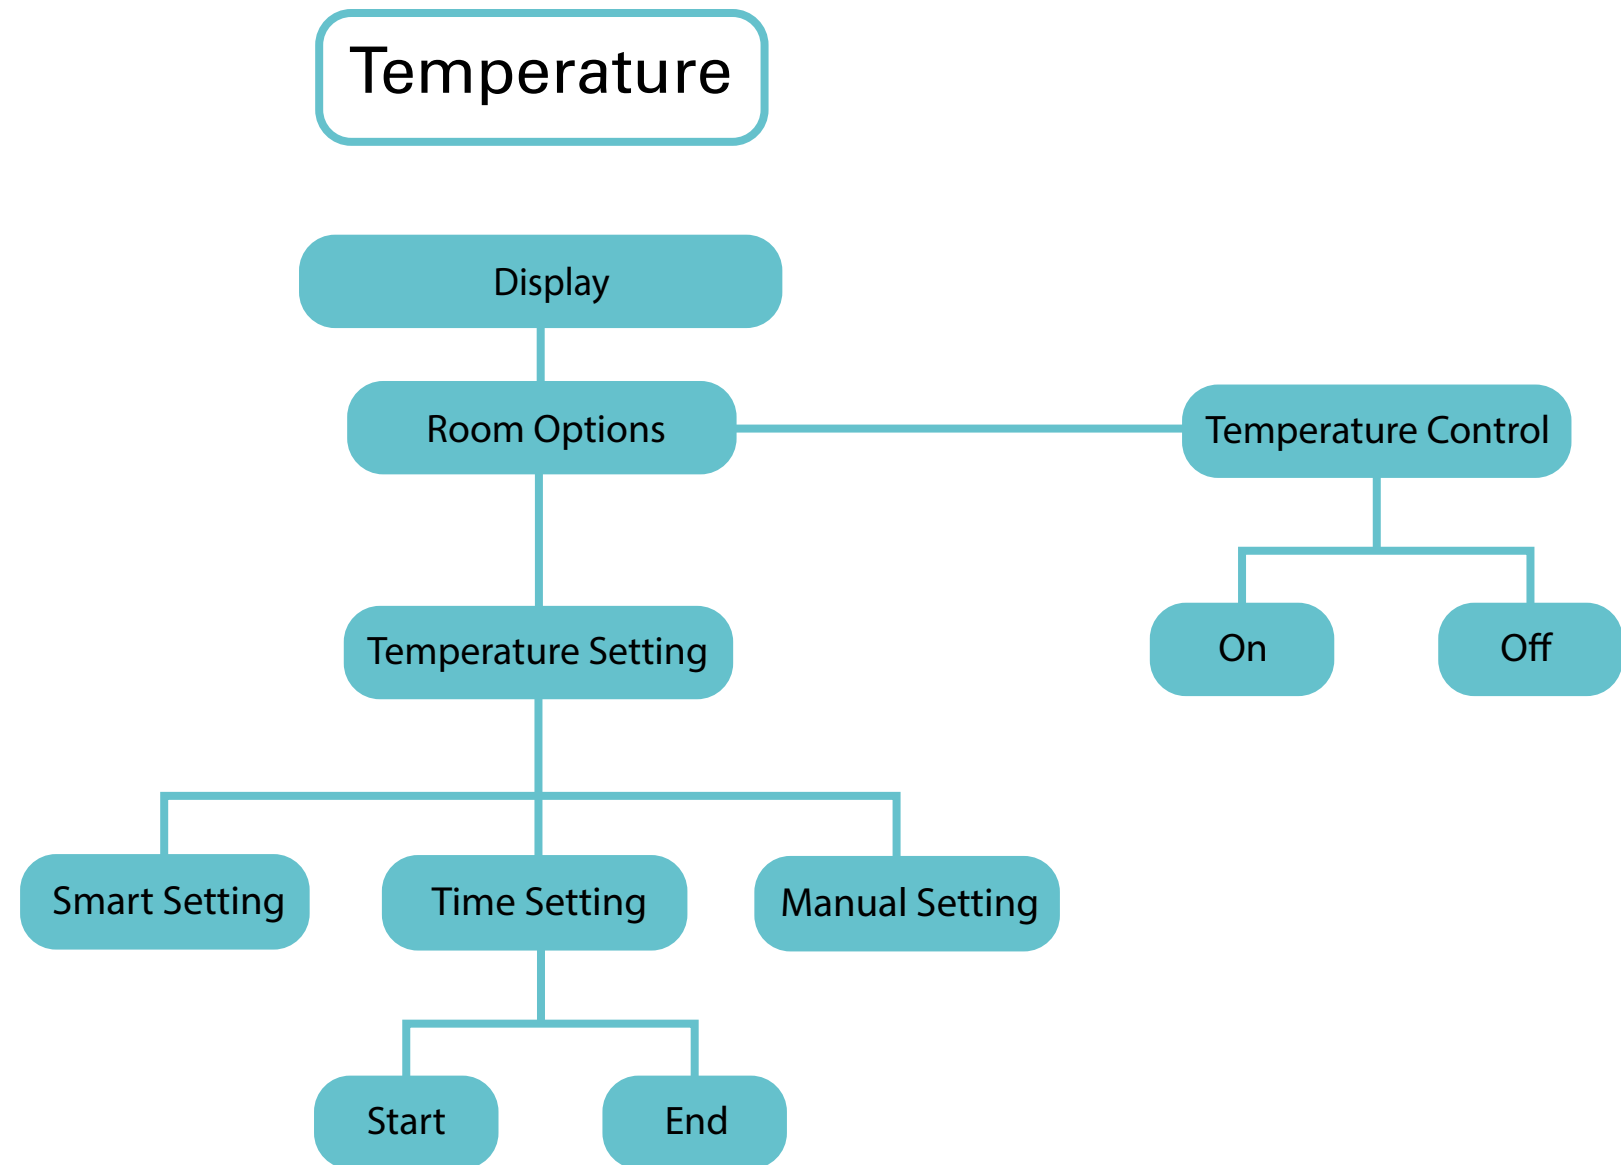 Temperature
Display
Room Options
Temperature Control
Temperature Setting
On
Off
Smart Setting
Time Setting
Manual Setting
Start
End